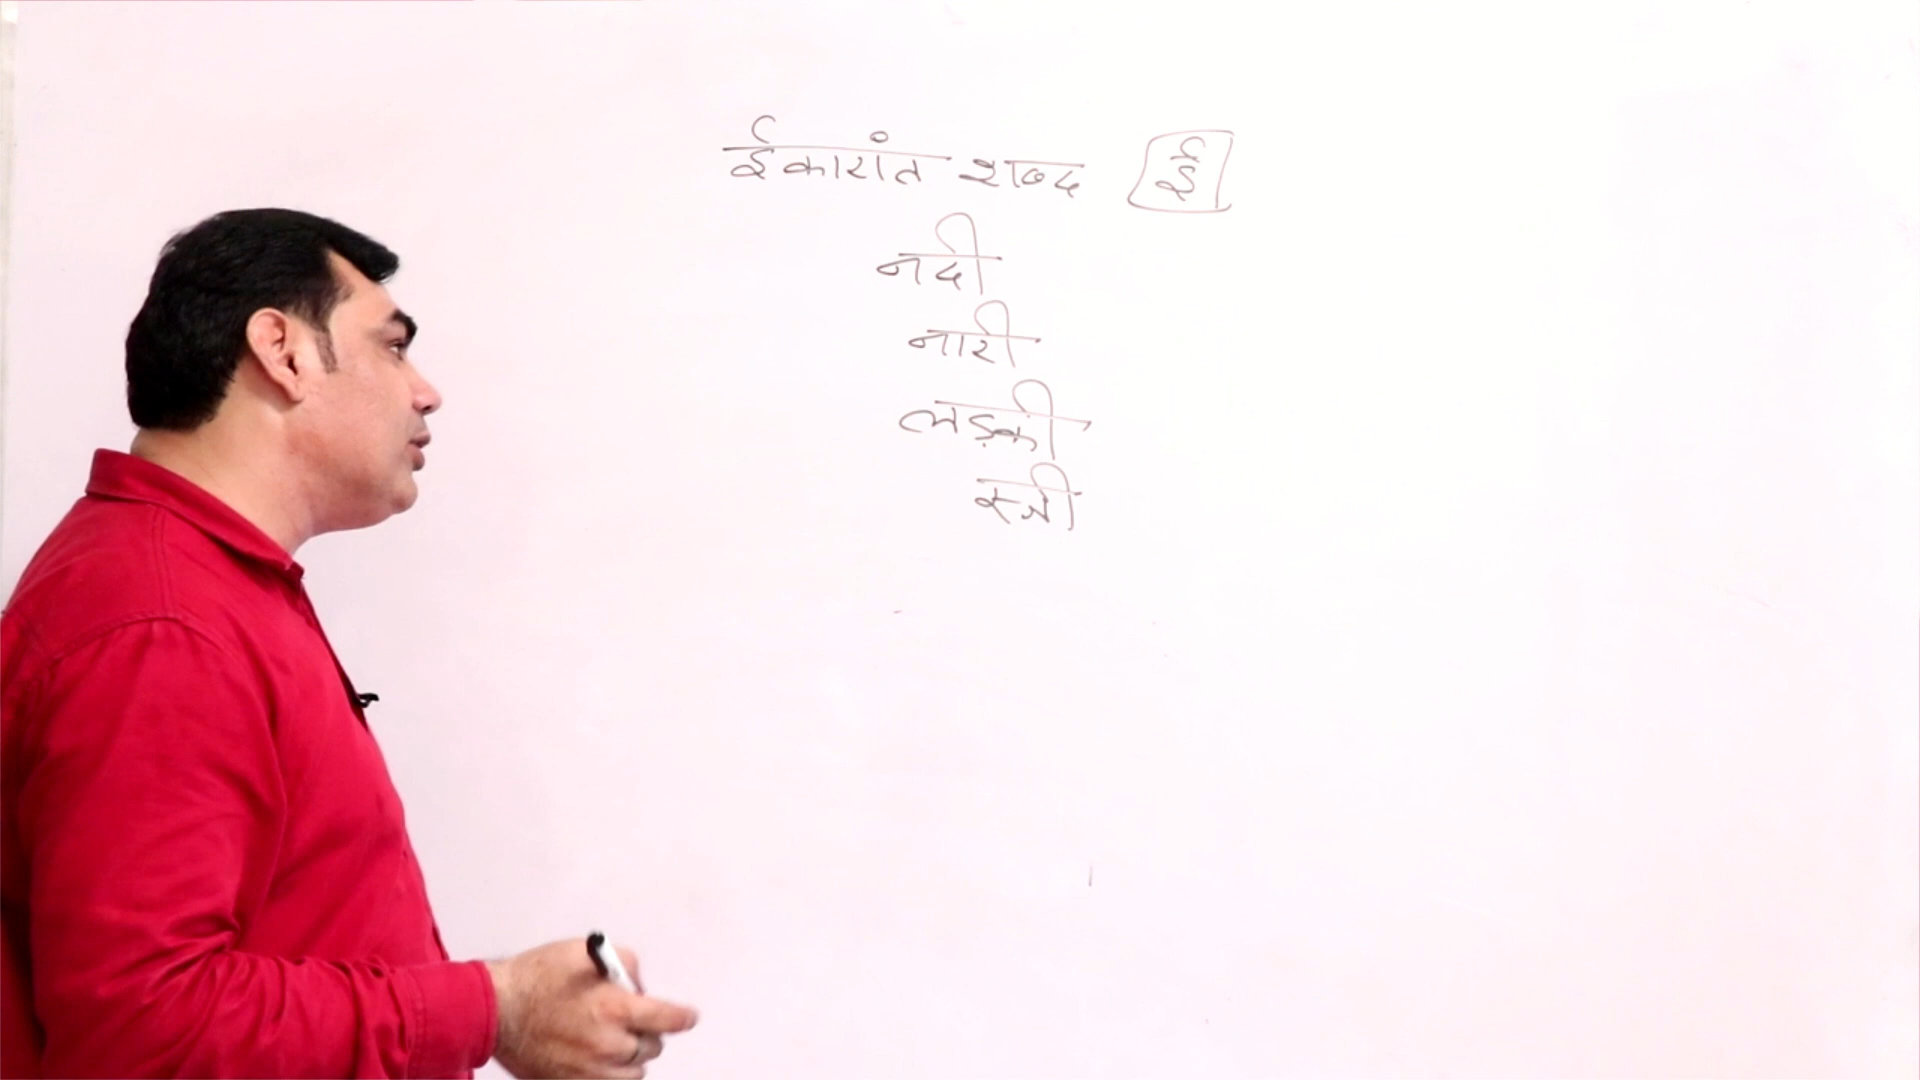 ईकारांत शब्द ई
नदी
नारी
लड़की
स्त्री